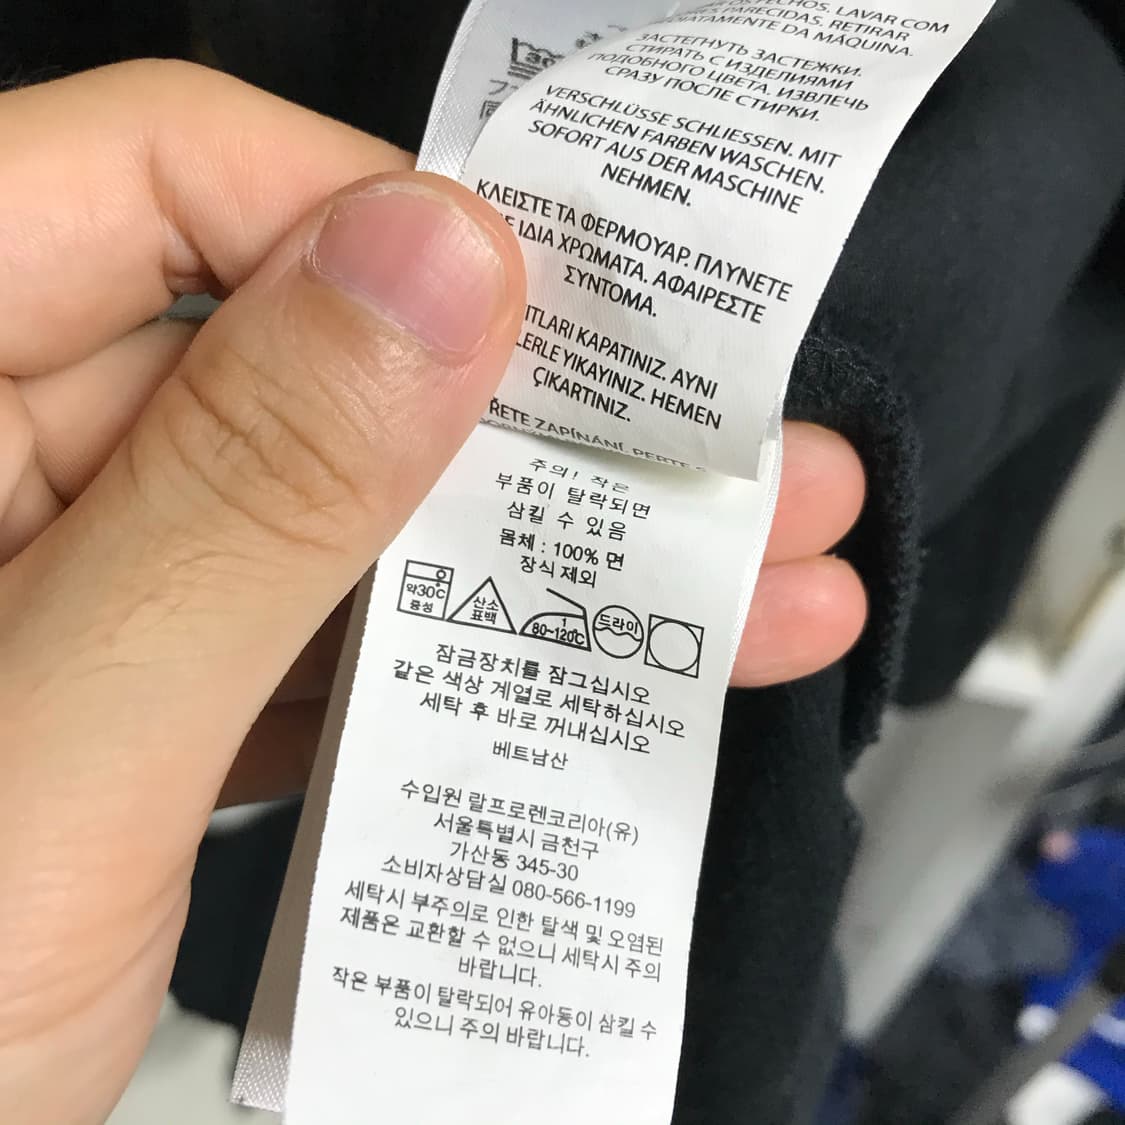 LAVAR COM
PARECIDAS. RETIRAR
DA MÁQUINA.
ЗАСТЕГНУТЬ ЗАСТЕЖКИ.
СТИРАТЬ С ИЗДЕЛИЯМИ
ПОДОБНОГО ЦВЕТА. ИЗВЛЕЧЬ
СРАЗУ ПОСЛЕ СТИРКИ.
VERSCHLÜSSE SCHLIESSEN. MIT
ÄHNLICHEN FARBEN WASCHEN.
SOFORT AUS DER MASCHINE
NEHMEN.
ΚΛΕΙΣΤΕ ΤΑ ΦΕΡΜΟΥΑΡ. ΠΛΥΝΕΤΕ
ΙΔΙΑ ΧΡΩΜΑΤΑ. ΑΦΑΙΡΕΣΤΕ
ΣΥΝΤΟΜΑ.
KAPATINIZ. AYNI
YIKAYINIZ. HEMEN
ÇIKARTINIZ.
ZAPÍNÁNÍ. PERTE
주의! 작은
부품이 탈락되면
삼킬 수 있음
몸체 : 100% 면
장식 제외
약30℃
중성
산소
표백
1
80~120℃
드라이
잠금장치를 잠그십시오
같은 색상 계열로 세탁하십시오
세탁 후 바로 꺼내십시오
베트남산
수입원 랄프로렌코리아(유)
서울특별시 금천구
가산동 345-30
소비자상담실 080-566-1199
세탁시 부주의로 인한 탈색 및 오염된
제품은 교환할 수 없으니 세탁시 주의
바랍니다.
작은 부품이 탈락되어 유아동이 삼킬 수
있으니 주의 바랍니다.